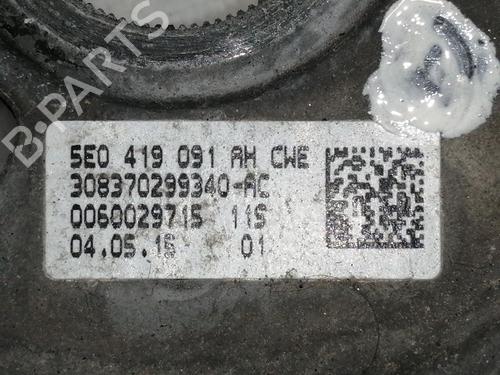 B-PARTS
5E0 419 091 AH CWE
308370299340-AC
0060029715 11S
04.05.16 01